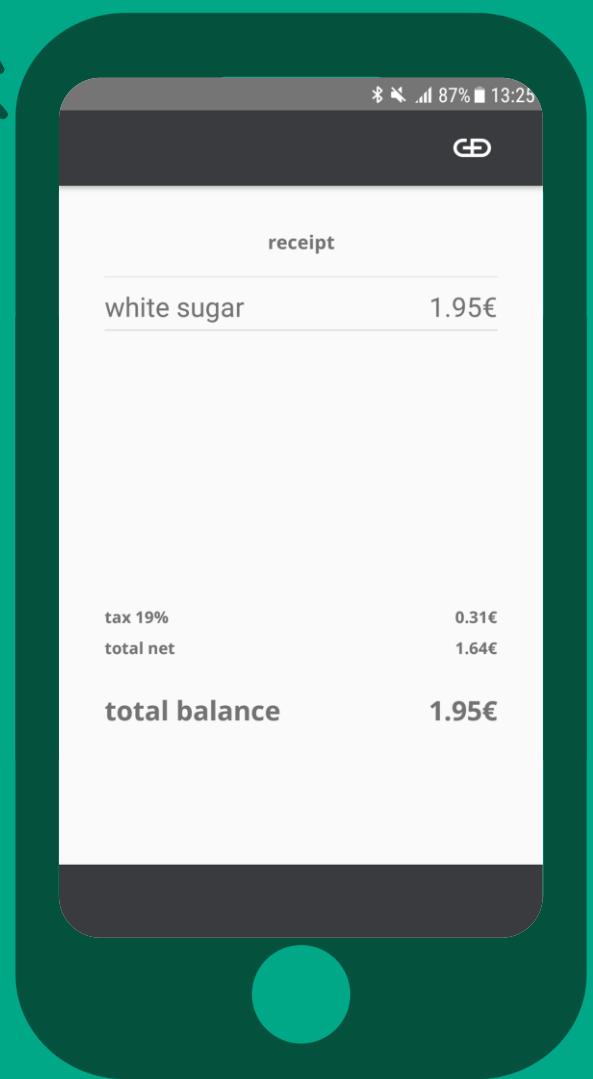 87% 13:25
receipt
white sugar 1.95€
tax 19% 0.31€
total net 1.64€
total balance 1.95€